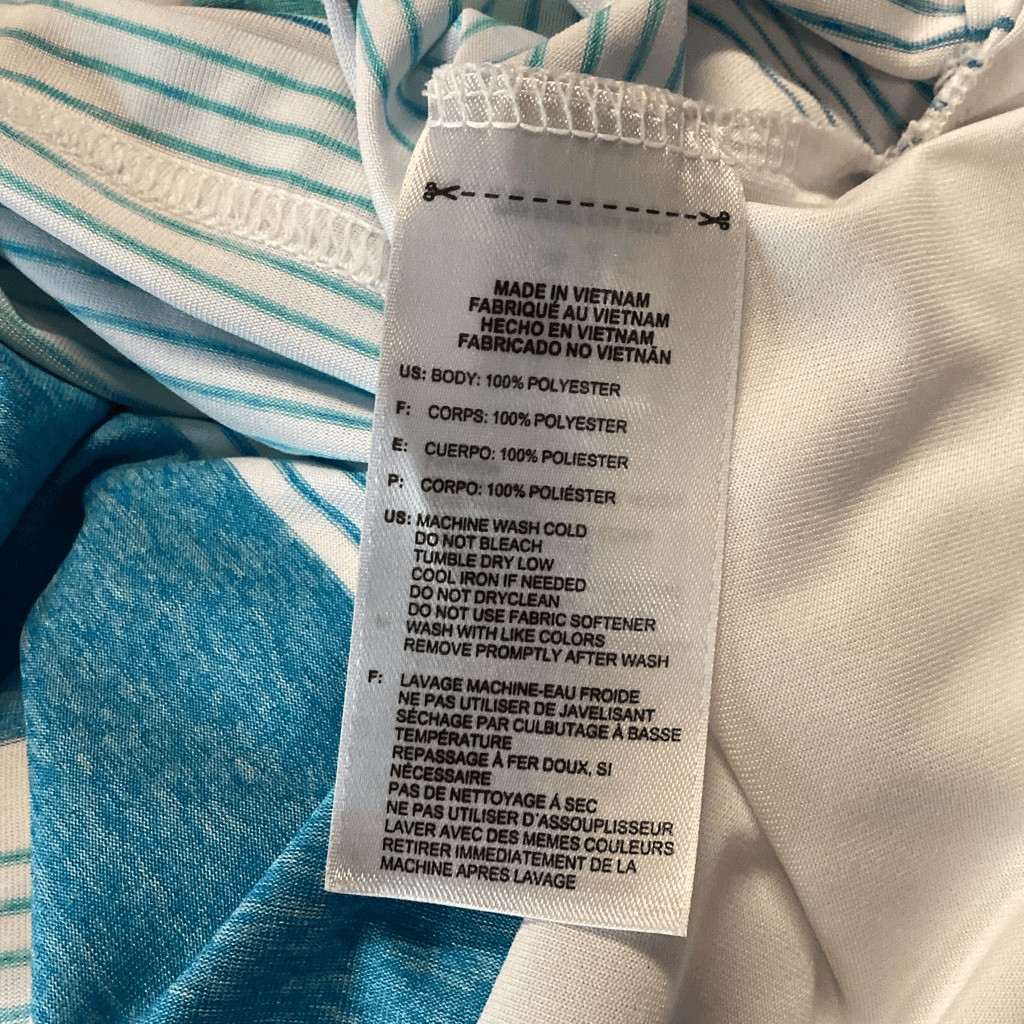 MADE IN VIETNAM
FABRIQUÉ AU VIETNAM
HECHO EN VIETNAM
FABRICADO NO VIETNÃN
US: BODY: 100% POLYESTER
F: CORPS: 100% POLYESTER
E: CUERPO: 100% POLIESTER
P: CORPO: 100% POLIÉSTER
US: MACHINE WASH COLD
DO NOT BLEACH
TUMBLE DRY LOW
COOL IRON IF NEEDED
DO NOT DRYCLEAN
DO NOT USE FABRIC SOFTENER
WASH WITH LIKE COLORS
REMOVE PROMPTLY AFTER WASH
F: LAVAGE MACHINE-EAU FROIDE
NE PAS UTILISER DE JAVELISANT
SÉCHAGE PAR CULBUTAGE Á BASSE
TEMPÉRATURE
REPASSAGE À FER DOUX, SI
NÉCESSAIRE
PAS DE NETTOYAGE Á SEC
NE PAS UTILISER D'ASSOUPLISSEUR
LAVER AVEC DES MEMES COULEURS
RETIRER IMMEDIATEMENT DE LA
MACHINE APRES LAVAGE